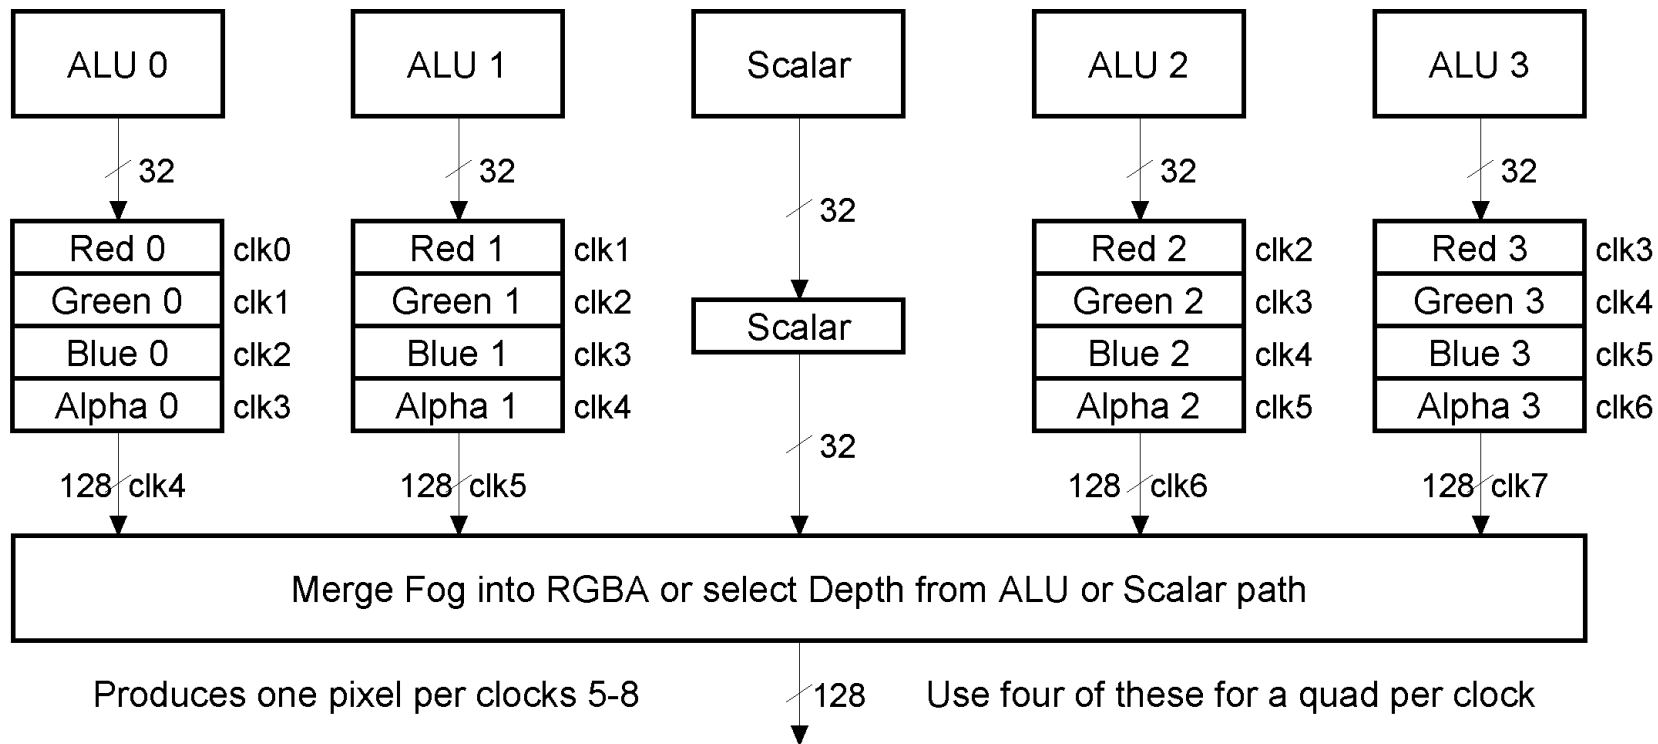 ALU 0
ALU 1
Scalar
ALU 2
ALU 3
32
32
32
32
32
Red 0
clk0
Red 1
clk1
Red 2
clk2
Red 3
clk3
Green 0
clk1
Green 1
clk2
Scalar
Green 2
clk3
Green 3
clk4
Blue 0
clk2
Blue 1
clk3
Blue 2
clk4
Blue 3
clk5
Alpha 0
clk3
Alpha 1
clk4
Alpha 2
clk5
Alpha 3
clk6
32
128 clk4
128 clk5
128 clk6
128 clk7
Merge Fog into RGBA or select Depth from ALU or Scalar path
Produces one pixel per clocks 5-8
128
Use four of these for a quad per clock